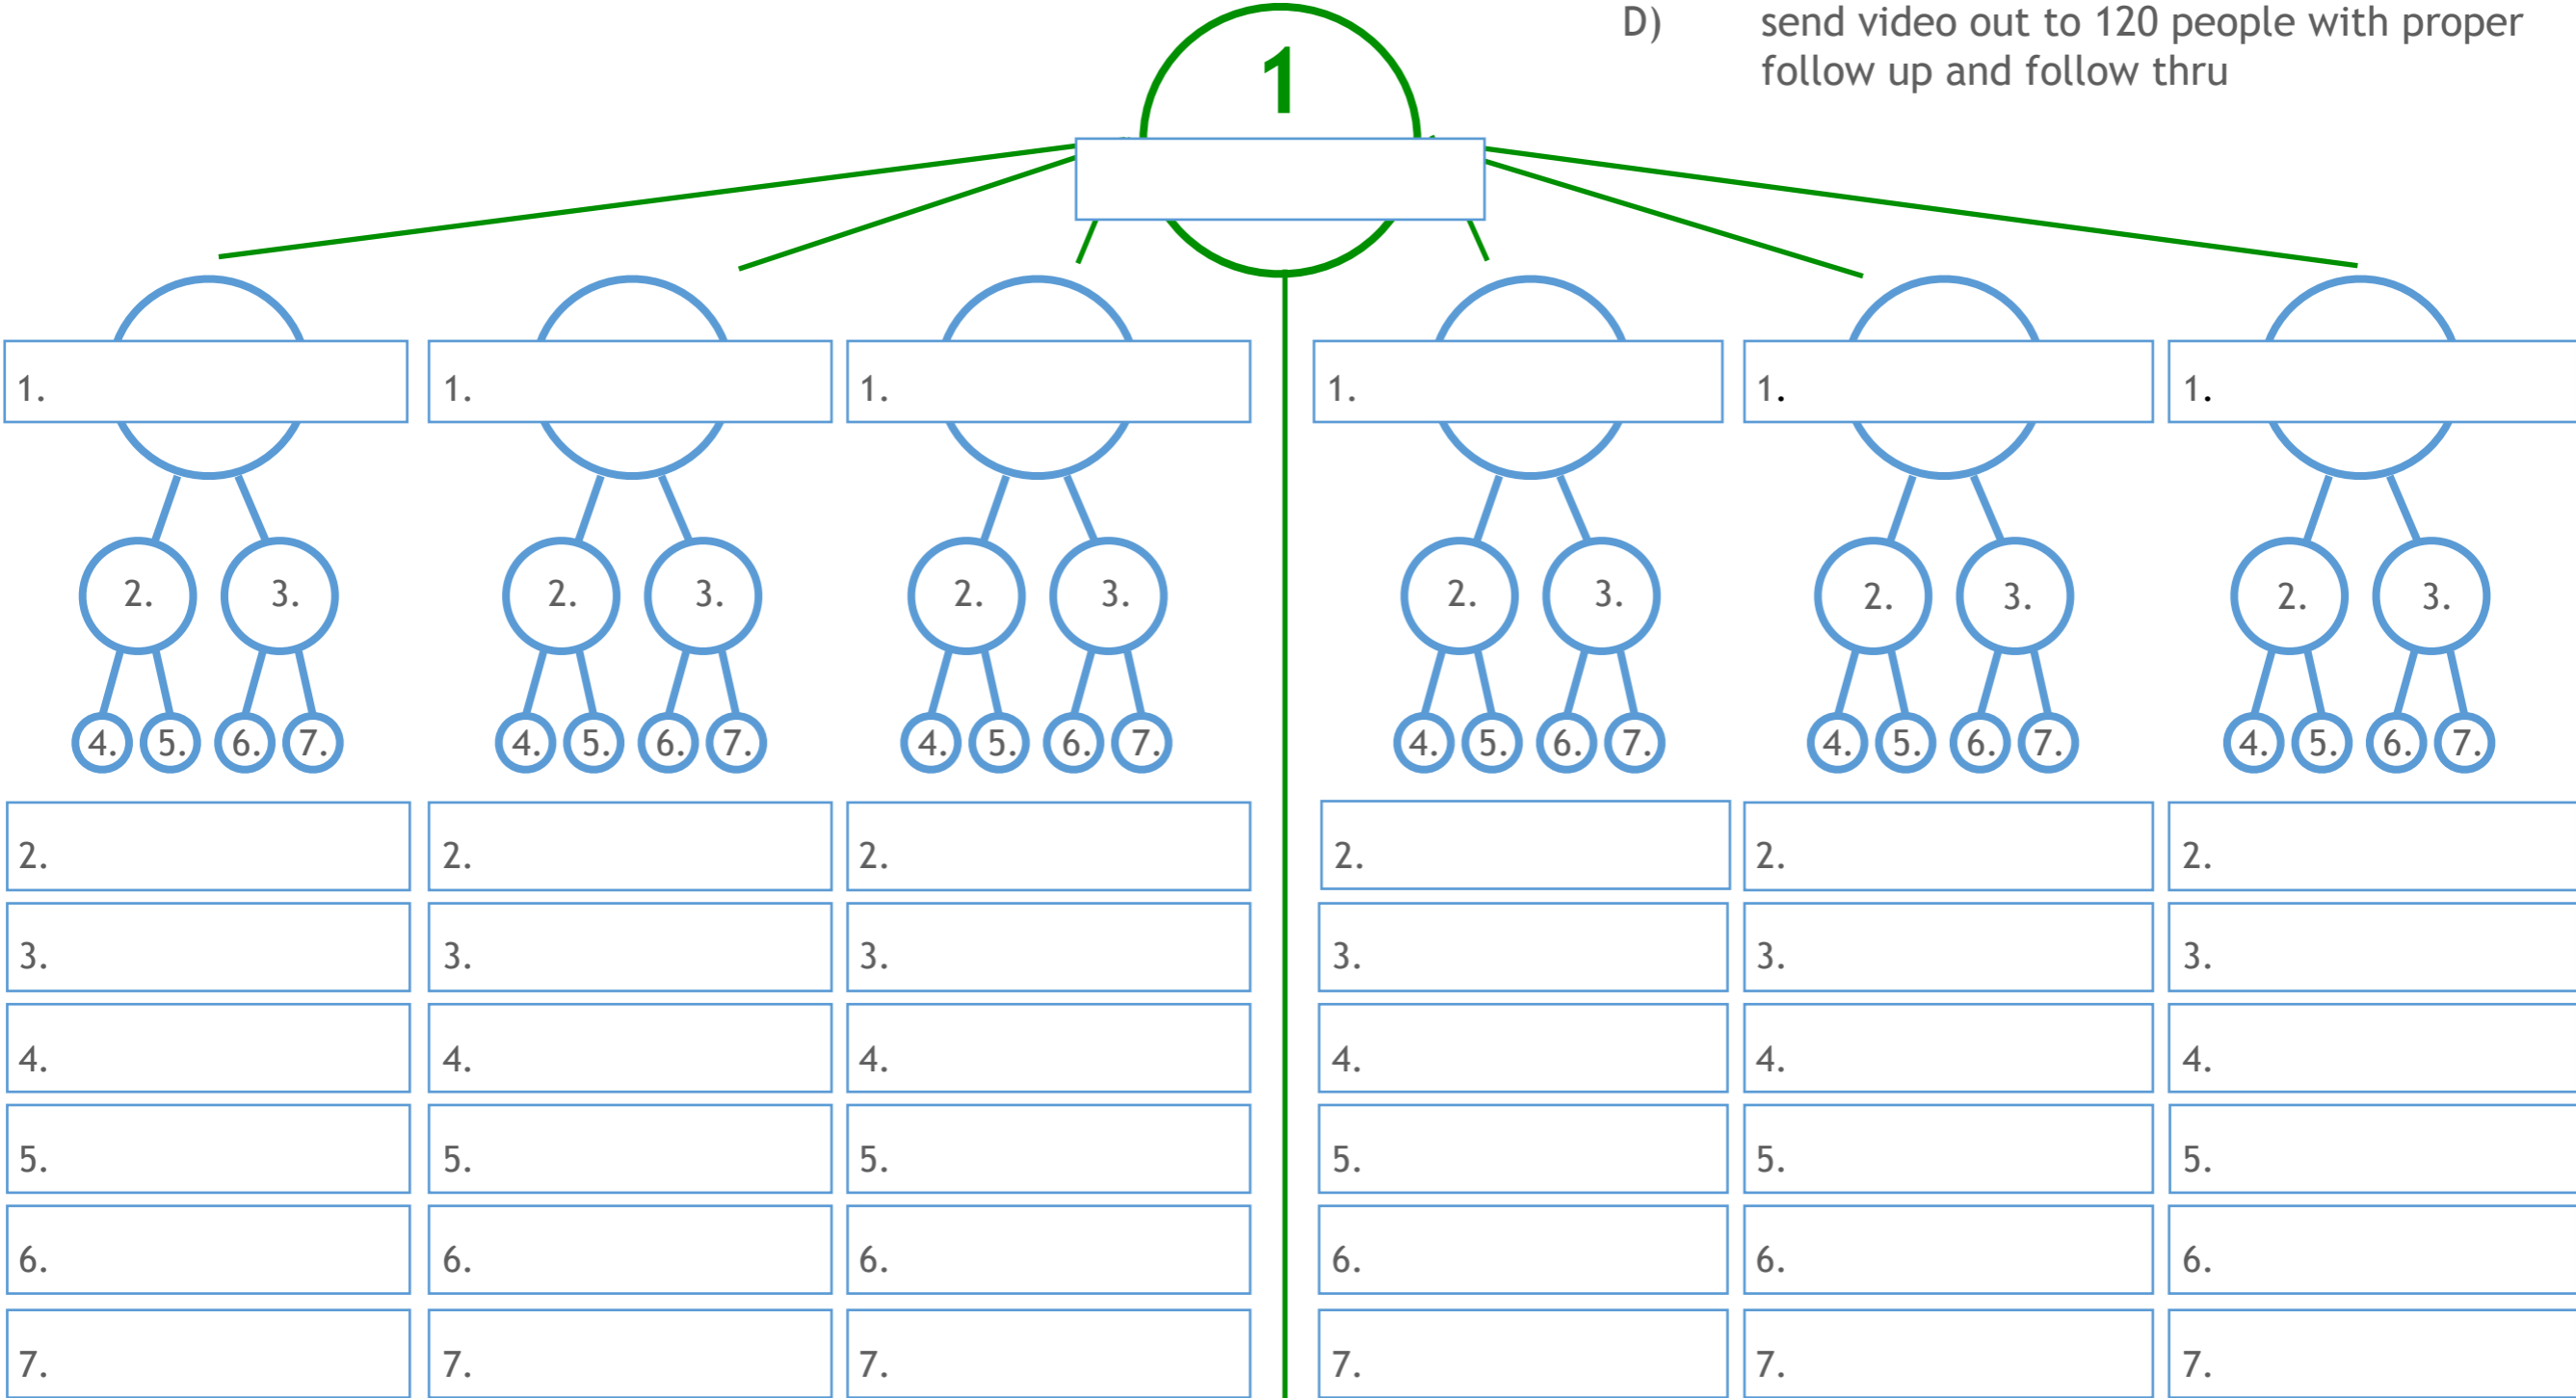 D) send video out to 120 people with proper
follow up and follow thru
1
1. 1. 1. 1. 1. 1.
2. 3. 2. 3. 2. 3. 2. 3. 2. 3. 2. 3.
4. 5. 6. 7. 4. 5. 6. 7. 4. 5. 6. 7. 4. 5. 6. 7. 4. 5. 6. 7. 4. 5. 6. 7.
2. 2. 2. 2. 2. 2.
3. 3. 3. 3. 3. 3.
4. 4. 4. 4. 4. 4.
5. 5. 5. 5. 5. 5.
6. 6. 6. 6. 6. 6.
7. 7. 7. 7. 7. 7.